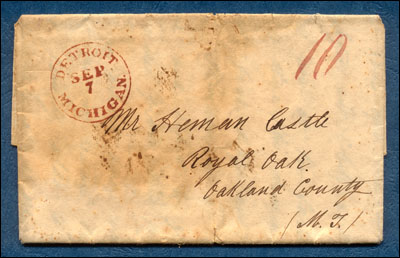 DETROIT
SEP
7
MICHIGAN.
10
Mr Heman Castle
Royal Oak.
Oakland County
(M. T.)